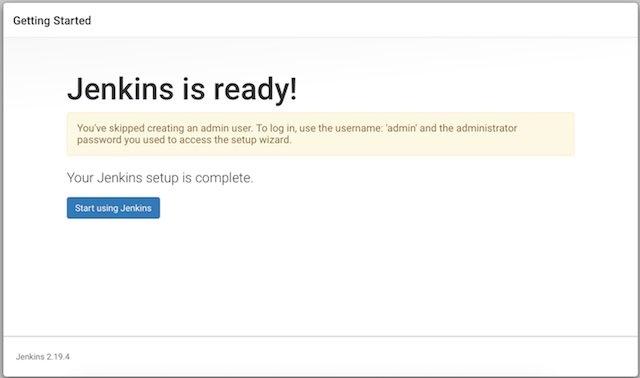 Getting Started
Jenkins is ready!
You've skipped creating an admin user. To log in, use the username: 'admin' and the administrator
password you used to access the setup wizard.
Your Jenkins setup is complete.
Start using Jenkins
Jenkins 2.19.4